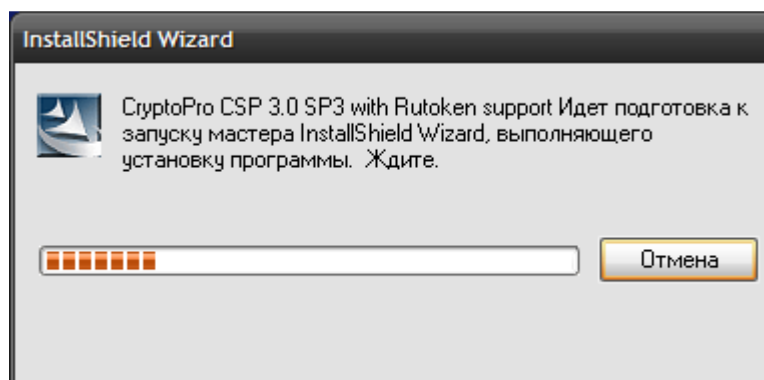 InstallShield Wizard
CryptoPro CSP 3.0 SP3 with Rutoken support Идет подготовка к
запуску мастера InstallShield Wizard, выполняющего
установку программы.  Ждите.
Отмена